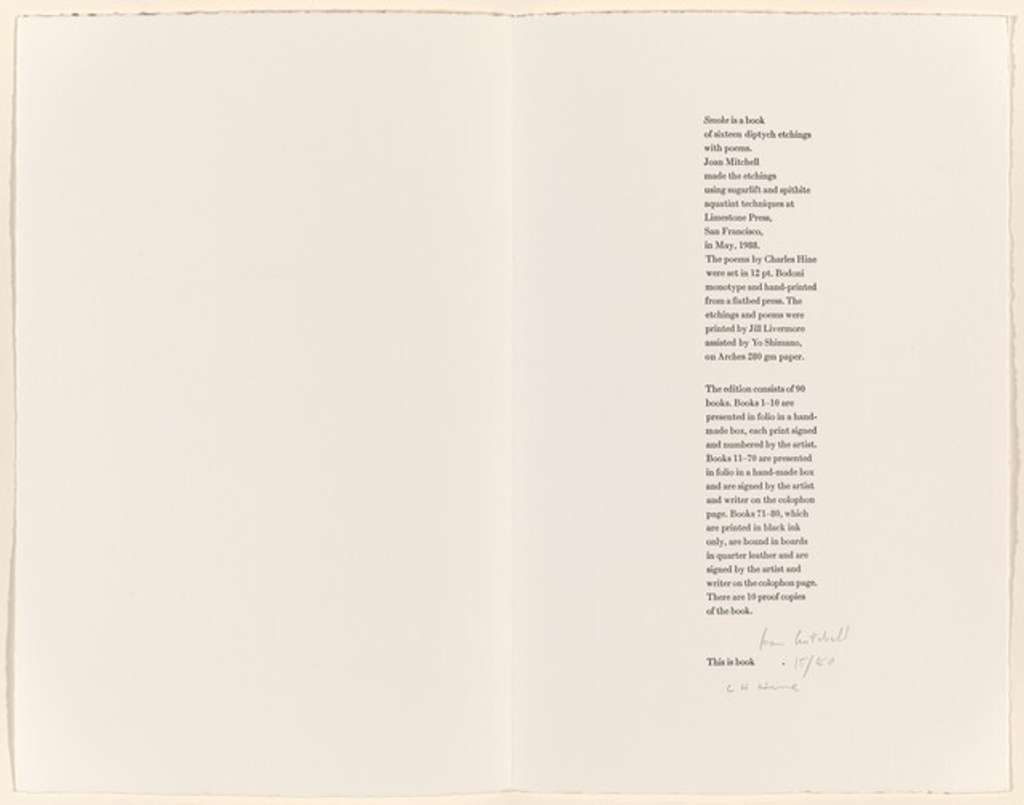 Smoke is a book
of sixteen diptych etchings
with poems.
Joan Mitchell
made the etchings
using sugarlift and spitbite
aquatint techniques at
Limestone Press,
San Francisco,
in May, 1988.
The poems by Charles Hine
were set in 12 pt. Bodoni
monotype and hand-printed
from a flatbed press. The
etchings and poems were
printed by Jill Livermore
assisted by Yo Shimano,
on Arches 280 gm paper.
The edition consists of 90
books. Books 1–10 are
presented in folio in a hand-
made box, each print signed
and numbered by the artist.
Books 11–70 are presented
in folio in a hand-made box
and are signed by the artist
and writer on the colophon
page. Books 71–80, which
are printed in black ink
only, are bound in boards
in quarter leather and are
signed by the artist and
writer on the colophon page.
There are 10 proof copies
of the book.
Joan Mitchell
This is book . 15/
C H